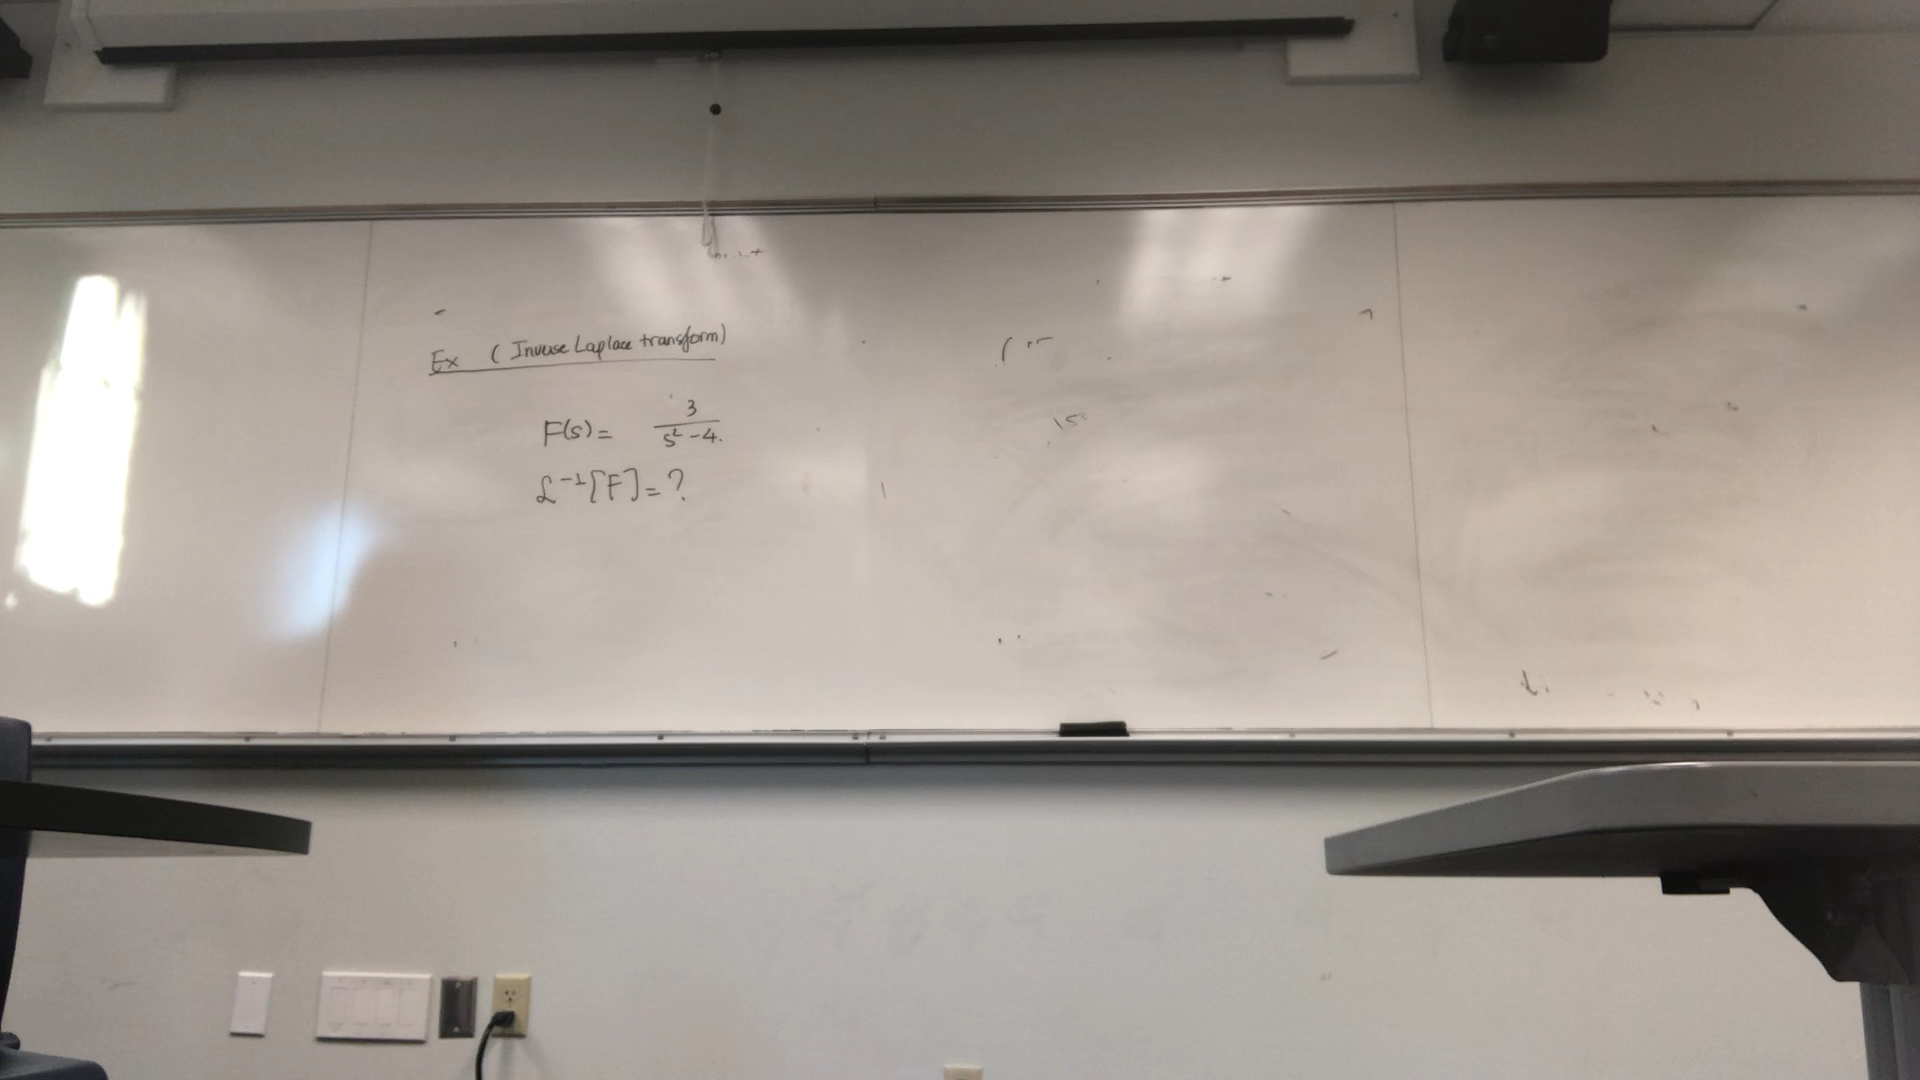 Ex ( Inverse Laplace transform)
F(s) = 3 / s² - 4.
ℒ⁻¹[F] = ?